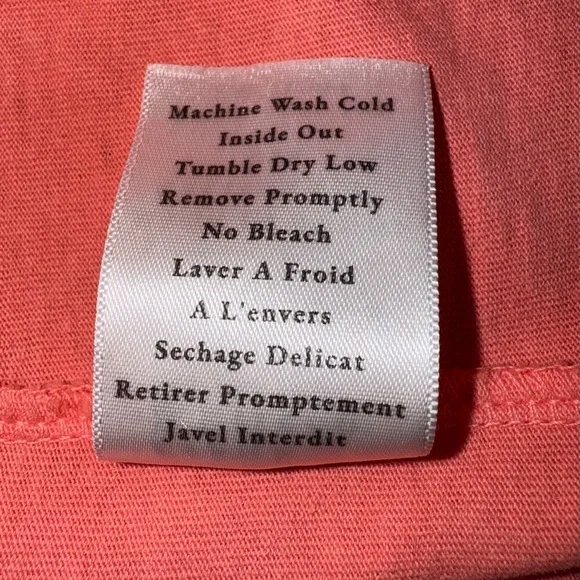 Machine Wash Cold
Inside Out
Tumble Dry Low
Remove Promptly
No Bleach
Laver A Froid
A L'envers
Sechage Delicat
Retirer Promptement
Javel Interdit